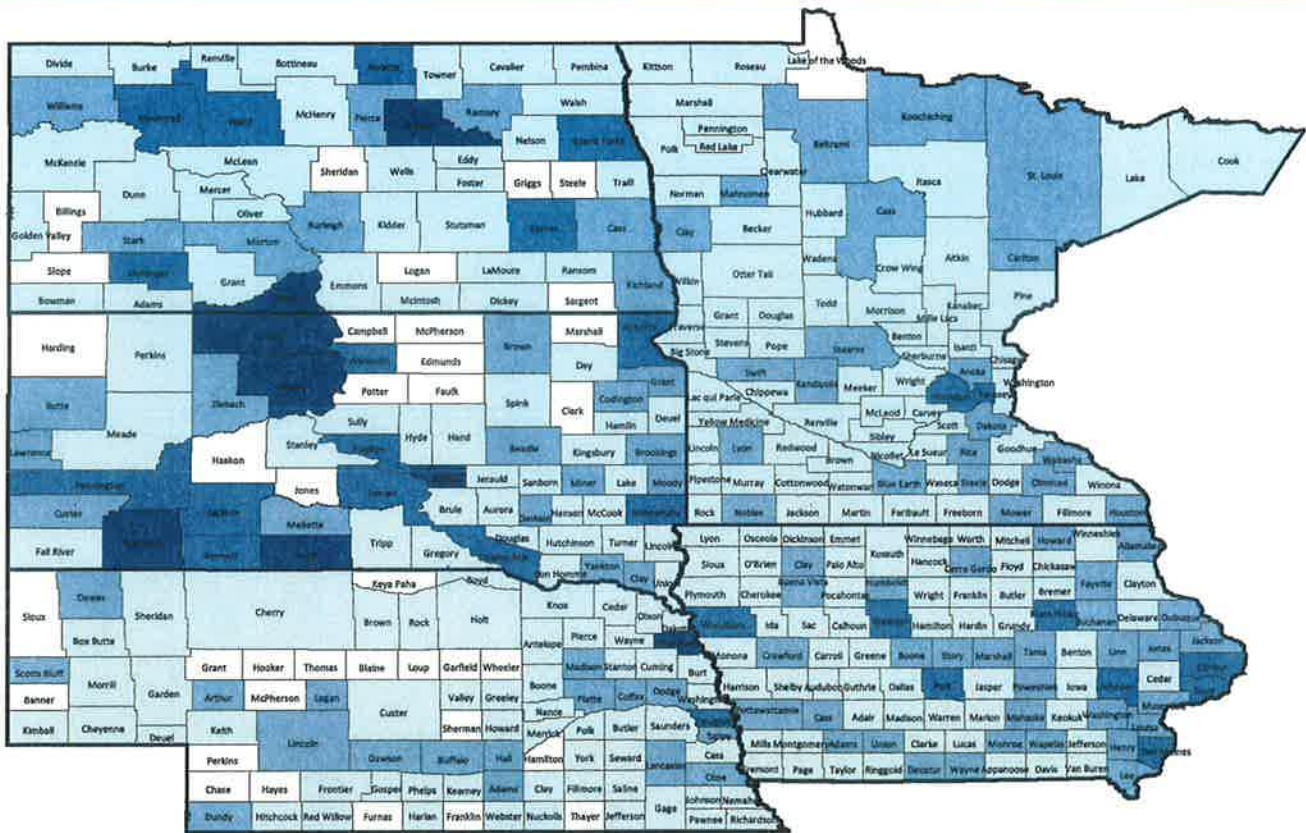 Divide
Burke
Renville
Bottineau
Rolette
Towner
Cavalier
Pembina
Kittson
Roseau
Lake of the Woods
Williams
Mountrail
Ward
McHenry
Pierce
Ramsey
Walsh
Marshall
Koochiching
Pennington
Red Lake
Polk
Beltrami
Clearwater
St. Louis
Lake
Cook
McKenzie
McLean
Sheridan
Wells
Eddy
Foster
Nelson
Grand Forks
Griggs
Steele
Traill
Norman
Mahnomen
Itasca
Dunn
Mercer
Oliver
Billings
Golden Valley
Stark
Morton
Burleigh
Kidder
Stutsman
Barnes
Cass
Clay
Becker
Hubbard
Cass
Wadena
Crow Wing
Aitkin
Carlton
Slope
Hettinger
Grant
Emmons
Logan
LaMoure
Ransom
Richland
Wilkin
Otter Tail
Bowman
Adams
McIntosh
Dickey
Sargent
Grant
Douglas
Todd
Morrison
Mille Lacs
Kanabec
Pine
Harding
Perkins
Campbell
McPherson
Brown
Marshall
Roberts
Traverse
Big Stone
Stevens
Pope
Stearns
Benton
Sherburne
Isanti
Chisago
Walworth
Edmunds
Day
Grant
Swift
Kandiyohi
Meeker
Wright
Anoka
Washington
Butte
Ziebach
Potter
Faulk
Spink
Clark
Codington
Hamlin
Deuel
Lac qui Parle
Chippewa
Yellow Medicine
Renville
McLeod
Carver
Scott
Dakota
Meade
Sully
Hyde
Hand
Lawrence
Haakon
Stanley
Hughes
Beadle
Kingsbury
Brookings
Lincoln
Lyon
Redwood
Brown
Sibley
Nicollet
Le Sueur
Rice
Goodhue
Wabasha
Pennington
Jackson
Jones
Lyman
Jerauld
Sanborn
Miner
Lake
Moody
Pipestone
Murray
Cottonwood
Watonwan
Blue Earth
Waseca
Steele
Dodge
Olmsted
Winona
Custer
Mellette
Brule
Aurora
Davison
Hanson
McCook
Minnehaha
Rock
Nobles
Jackson
Martin
Faribault
Freeborn
Mower
Fillmore
Houston
Fall River
Bennett
Todd
Tripp
Gregory
Douglas
Charles Mix
Hutchinson
Turner
Lincoln
Bon Homme
Yankton
Clay
Union
Lyon
Osceola
Dickinson
Emmet
Kossuth
Winnebago
Worth
Mitchell
Howard
Winneshiek
Allamakee
Sioux
O'Brien
Clay
Palo Alto
Hancock
Cerro Gordo
Floyd
Chickasaw
Plymouth
Cherokee
Buena Vista
Pocahontas
Humboldt
Wright
Franklin
Butler
Bremer
Fayette
Clayton
Sioux
Dawes
Sheridan
Cherry
Keya Paha
Boyd
Box Butte
Brown
Rock
Holt
Knox
Cedar
Dixon
Dakota
Woodbury
Ida
Sac
Calhoun
Webster
Hamilton
Hardin
Grundy
Black Hawk
Buchanan
Delaware
Dubuque
Antelope
Pierce
Wayne
Scotts Bluff
Banner
Morrill
Garden
Grant
Hooker
Thomas
Blaine
Loup
Garfield
Wheeler
Madison
Stanton
Cuming
Burt
Monona
Crawford
Carroll
Greene
Boone
Story
Marshall
Tama
Benton
Linn
Jones
Jackson
Clinton
Arthur
McPherson
Logan
Custer
Valley
Greeley
Boone
Nance
Platte
Colfax
Dodge
Washington
Harrison
Shelby
Audubon
Guthrie
Dallas
Polk
Jasper
Poweshiek
Iowa
Johnson
Cedar
Kimball
Cheyenne
Deuel
Keith
Lincoln
Sherman
Howard
Merrick
Polk
Butler
Saunders
Sarpy
Pottawattamie
Cass
Adair
Madison
Warren
Marion
Mahaska
Keokuk
Washington
Louisa
Perkins
Dawson
Buffalo
Hall
Hamilton
York
Seward
Lancaster
Cass
Otoe
Mills
Montgomery
Adams
Union
Clarke
Lucas
Monroe
Wapello
Jefferson
Henry
Des Moines
Chase
Hayes
Frontier
Gosper
Phelps
Kearney
Adams
Clay
Fillmore
Saline
Gage
Johnson
Nemaha
Fremont
Page
Taylor
Ringgold
Decatur
Wayne
Appanoose
Davis
Van Buren
Lee
Dundy
Hitchcock
Red Willow
Furnas
Harlan
Franklin
Webster
Nuckolls
Thayer
Jefferson
Pawnee
Richardson